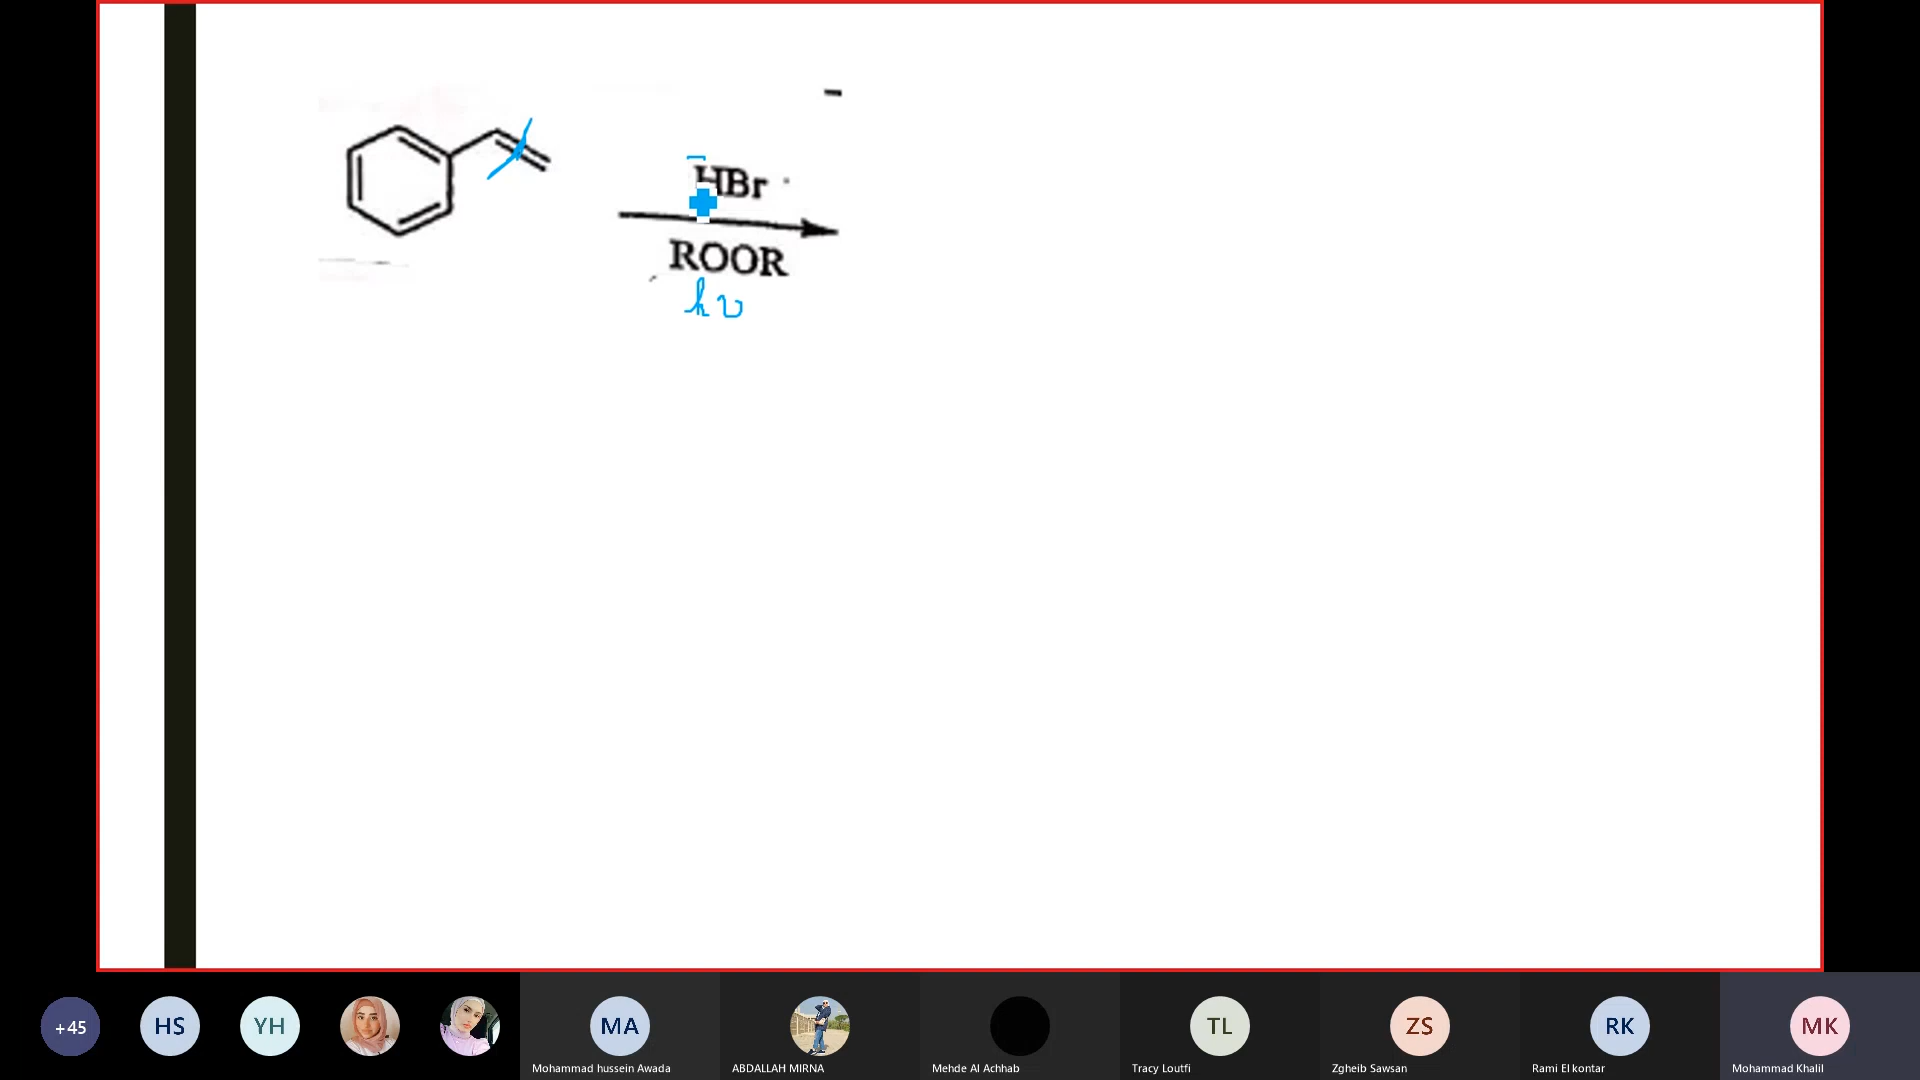 HBr
ROOR
hν
+45
HS
YH
MA
TL
ZS
RK
MK
Mohammad hussein Awada
ABDALLAH MIRNA
Mehde Al Achhab
Tracy Loutfi
Zgheib Sawsan
Rami El kontar
Mohammad Khalil